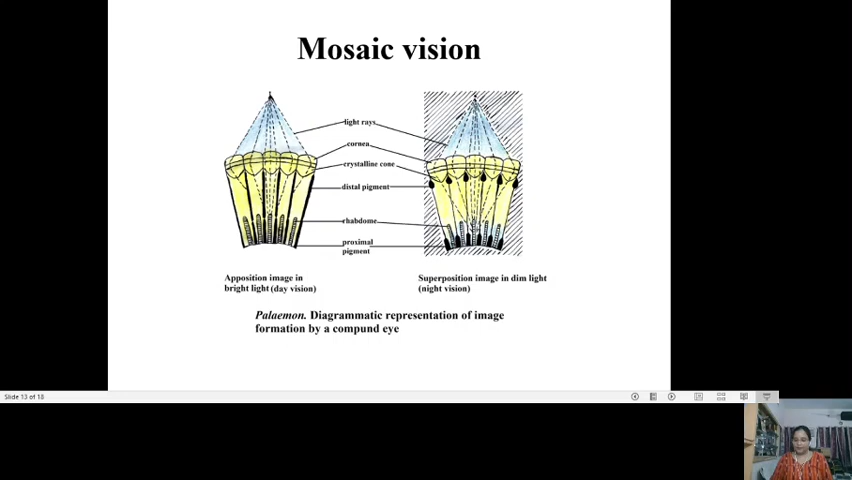 Mosaic vision
light rays
cornea
crystalline cone
distal pigment
rhabdome
proximal
pigment
Apposition image in
bright light (day vision)
Superposition image in dim light
(night vision)
Palaemon. Diagrammatic representation of image
formation by a compund eye
Slide 13 of 18